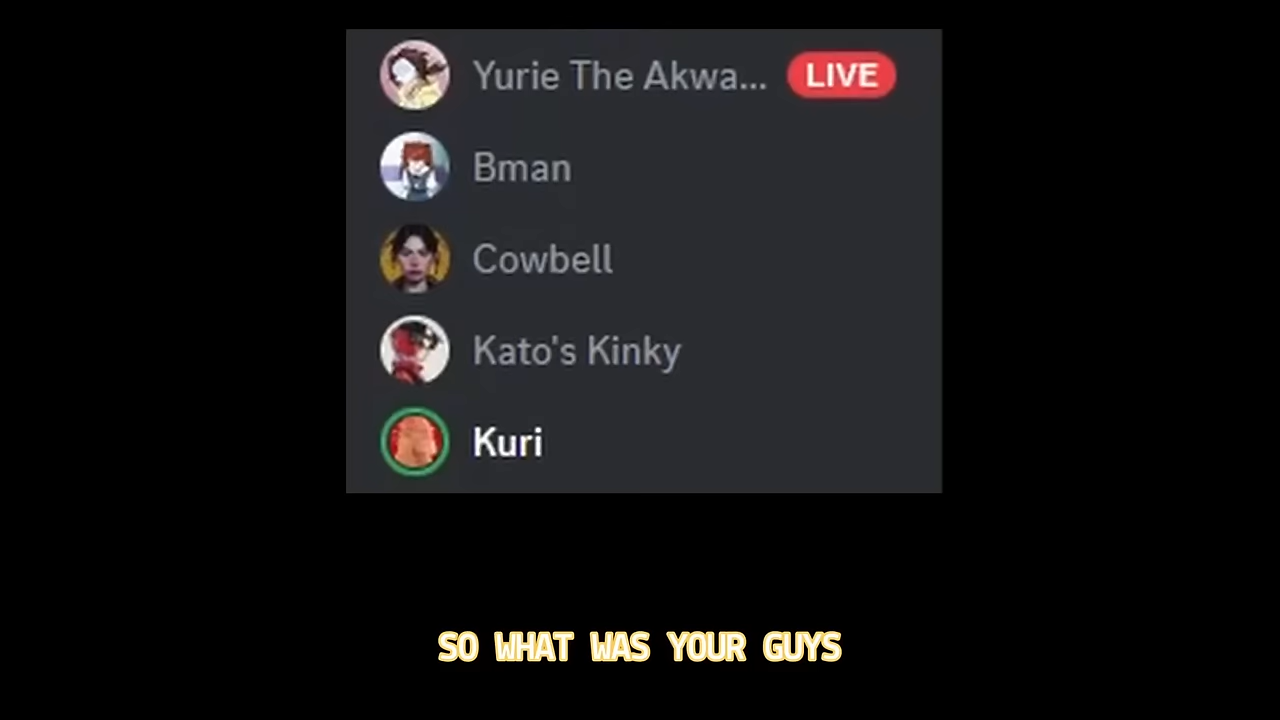 Yurie The Akwa... LIVE
Bman
Cowbell
Kato's Kinky
Kuri
SO WHAT WAS YOUR GUYS